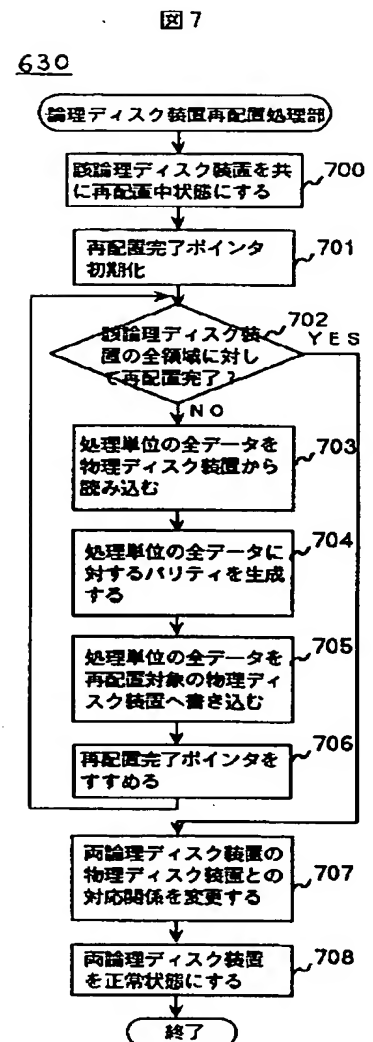 図7
630
論理ディスク装置再配置処理部
該論理ディスク装置を共
に再配置中状態にする
700
再配置完了ポインタ
初期化
701
702
該論理ディスク装
置の全領域に対し
て再配置完了?
YES
NO
処理単位の全データを
物理ディスク装置から
読み込む
703
処理単位の全データに
対するパリティを生成
する
704
処理単位の全データを
再配置対象の物理ディ
スク装置へ書き込む
705
再配置完了ポインタを
すすめる
706
両論理ディスク装置の
物理ディスク装置との
対応関係を変更する
707
両論理ディスク装置
を正常状態にする
708
終了